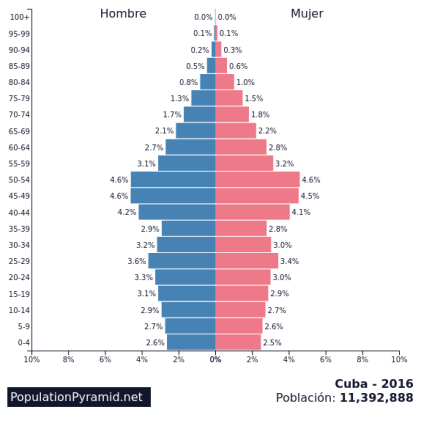 Hombre Mujer
100+ 0.0% 0.0%
95-99 0.1% 0.1%
90-94 0.2% 0.3%
85-89 0.5% 0.6%
80-84 0.8% 1.0%
75-79 1.3% 1.5%
70-74 1.7% 1.8%
65-69 2.1% 2.2%
60-64 2.7% 2.8%
55-59 3.1% 3.2%
50-54 4.6% 4.6%
45-49 4.6% 4.5%
40-44 4.2% 4.1%
35-39 2.9% 2.8%
30-34 3.2% 3.0%
25-29 3.6% 3.4%
20-24 3.3% 3.0%
15-19 3.1% 2.9%
10-14 2.9% 2.7%
5-9 2.7% 2.6%
0-4 2.6% 2.5%
10% 8% 6% 4% 2% 0% 2% 4% 6% 8% 10%
Cuba - 2016
PopulationPyramid.net Población: 11,392,888